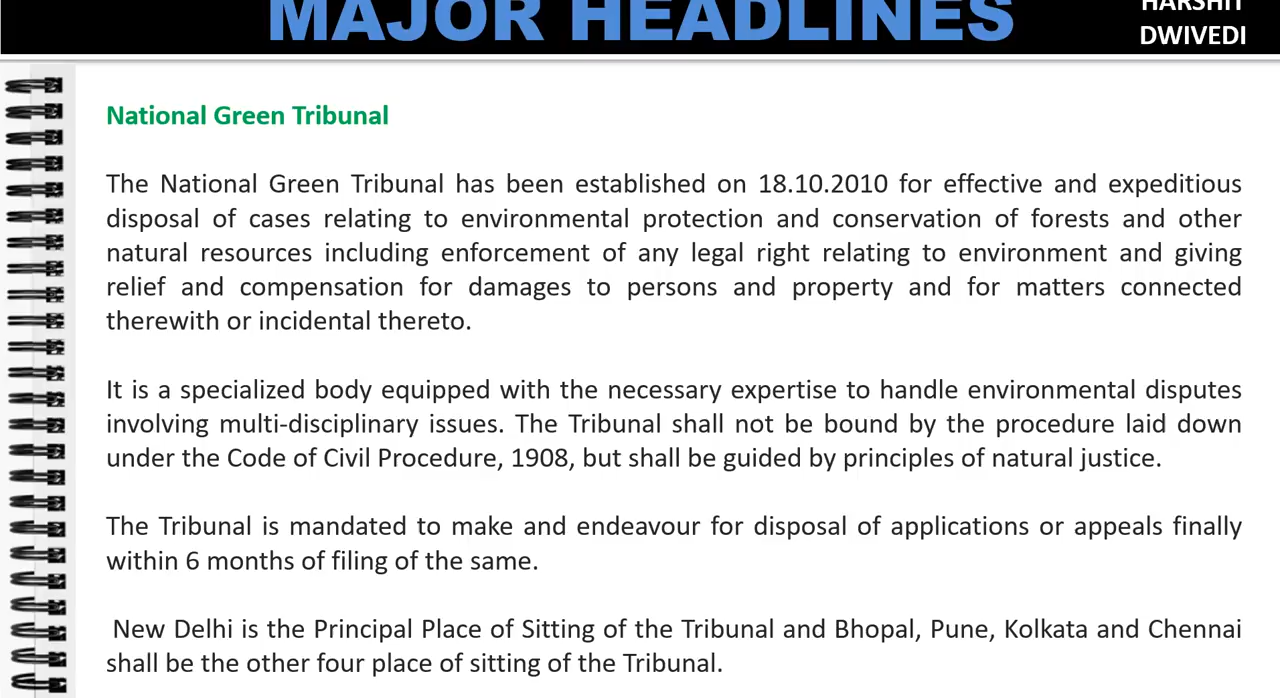 MAJOR HEADLINES
HARSHIT
DWIVEDI
National Green Tribunal
The National Green Tribunal has been established on 18.10.2010 for effective and expeditious
disposal of cases relating to environmental protection and conservation of forests and other
natural resources including enforcement of any legal right relating to environment and giving
relief and compensation for damages to persons and property and for matters connected
therewith or incidental thereto.
It is a specialized body equipped with the necessary expertise to handle environmental disputes
involving multi-disciplinary issues. The Tribunal shall not be bound by the procedure laid down
under the Code of Civil Procedure, 1908, but shall be guided by principles of natural justice.
The Tribunal is mandated to make and endeavour for disposal of applications or appeals finally
within 6 months of filing of the same.
New Delhi is the Principal Place of Sitting of the Tribunal and Bhopal, Pune, Kolkata and Chennai
shall be the other four place of sitting of the Tribunal.